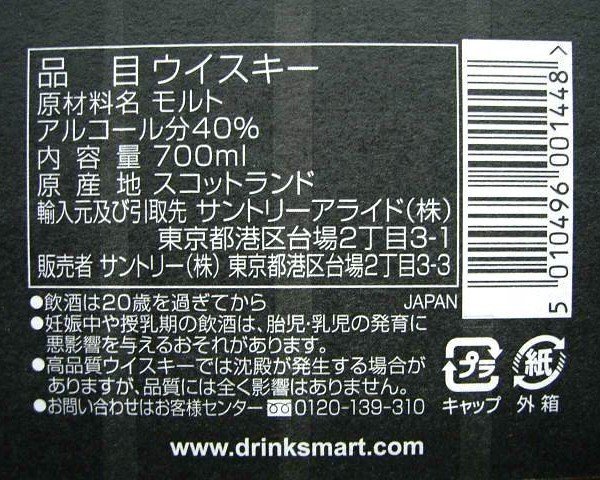 品 目 ウイスキー
原材料名 モルト
アルコール分40%
内 容 量 700ml
原 産 地 スコットランド
輸入元及び引取先 サントリーアライド(株)
東京都港区台場2丁目3-1
販売者 サントリー(株) 東京都港区台場2丁目3-3
●飲酒は20歳を過ぎてから JAPAN
●妊娠中や授乳期の飲酒は、胎児・乳児の発育に
悪影響を与えるおそれがあります。
●高品質ウイスキーでは沈殿が発生する場合が
ありますが、品質には全く影響はありません。
●お問い合わせはお客様センター 0120-139-310
www.drinksmart.com
5 010496 001448 >
プラ
キャップ
紙
外箱